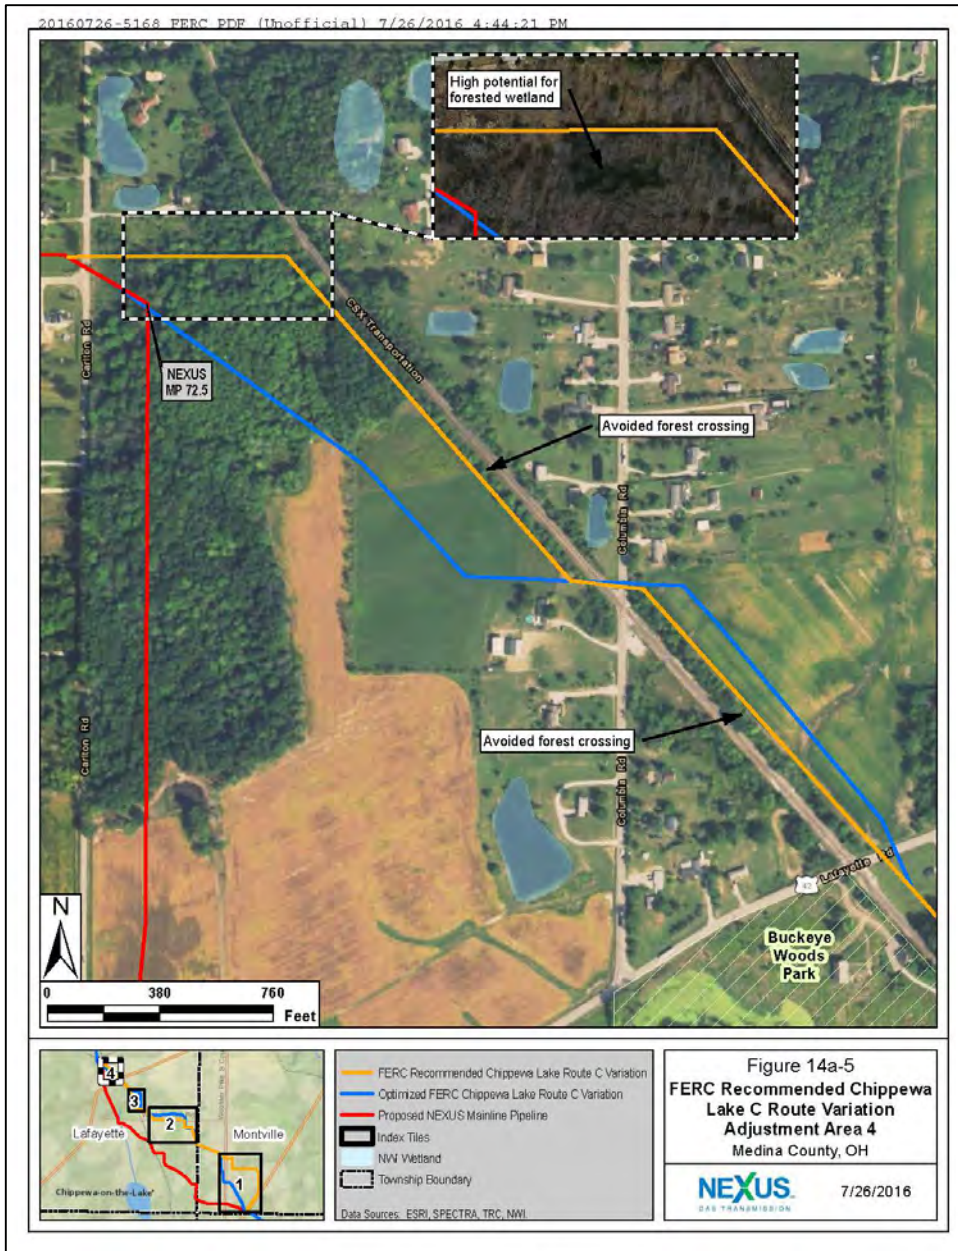 20160726-5168 FERC PDF (Unofficial) 7/26/2016 4:44:21 PM
High potential for
forested wetland
Carlton Rd
NEXUS
MP 72.5
CSX Transportation
Avoided forest crossing
Columbia Rd
Avoided forest crossing
Carlton Rd
Columbia Rd
42
Lafayette Rd
Buckeye
Woods
Park
N
0 380 760
Feet
4
3
2
1
Lafayette
Montville
Chippewa-on-the-Lake
FERC Recommended Chippewa Lake Route C Variation
Optimized FERC Chippewa Lake Route C Variation
Proposed NEXUS Mainline Pipeline
Index Tiles
NWI Wetland
Township Boundary
Data Sources: ESRI, SPECTRA, TRC, NWI.
Figure 14a-5
FERC Recommended Chippewa
Lake C Route Variation
Adjustment Area 4
Medina County, OH
NEXUS
GAS TRANSMISSION
7/26/2016